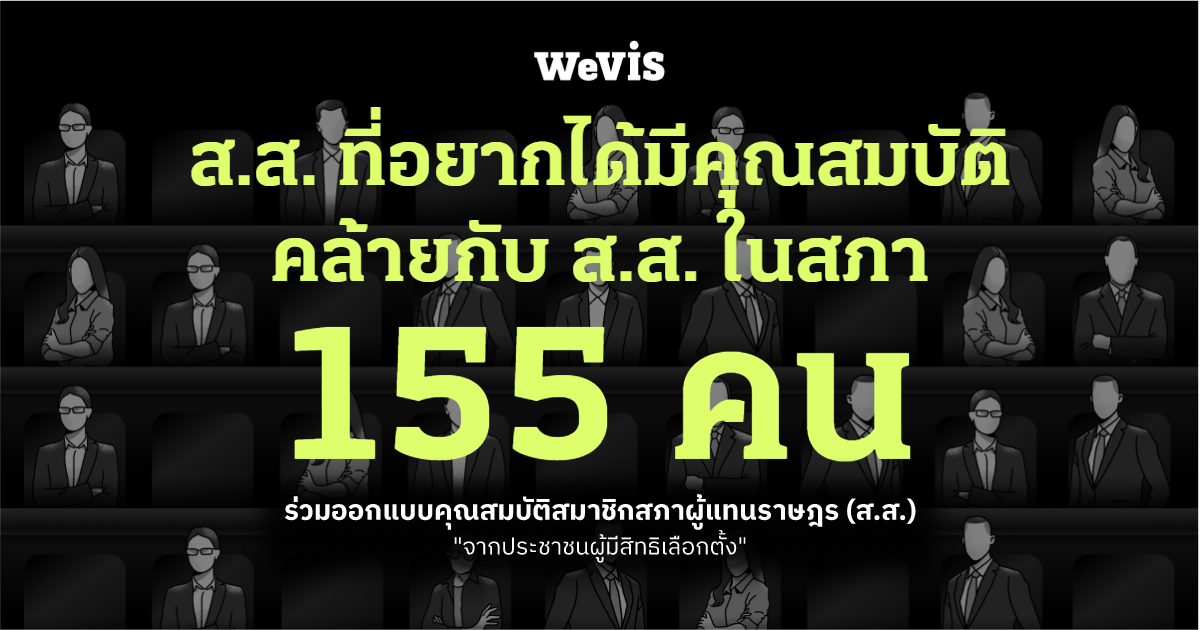 WeVIS
ส.ส. ที่อยากได้มีคุณสมบัติ
คล้ายกับ ส.ส. ในสภา
155 คน
ร่วมออกแบบคุณสมบัติสมาชิกสภาผู้แทนราษฎร (ส.ส.)
"จากประชาชนผู้มีสิทธิเลือกตั้ง"